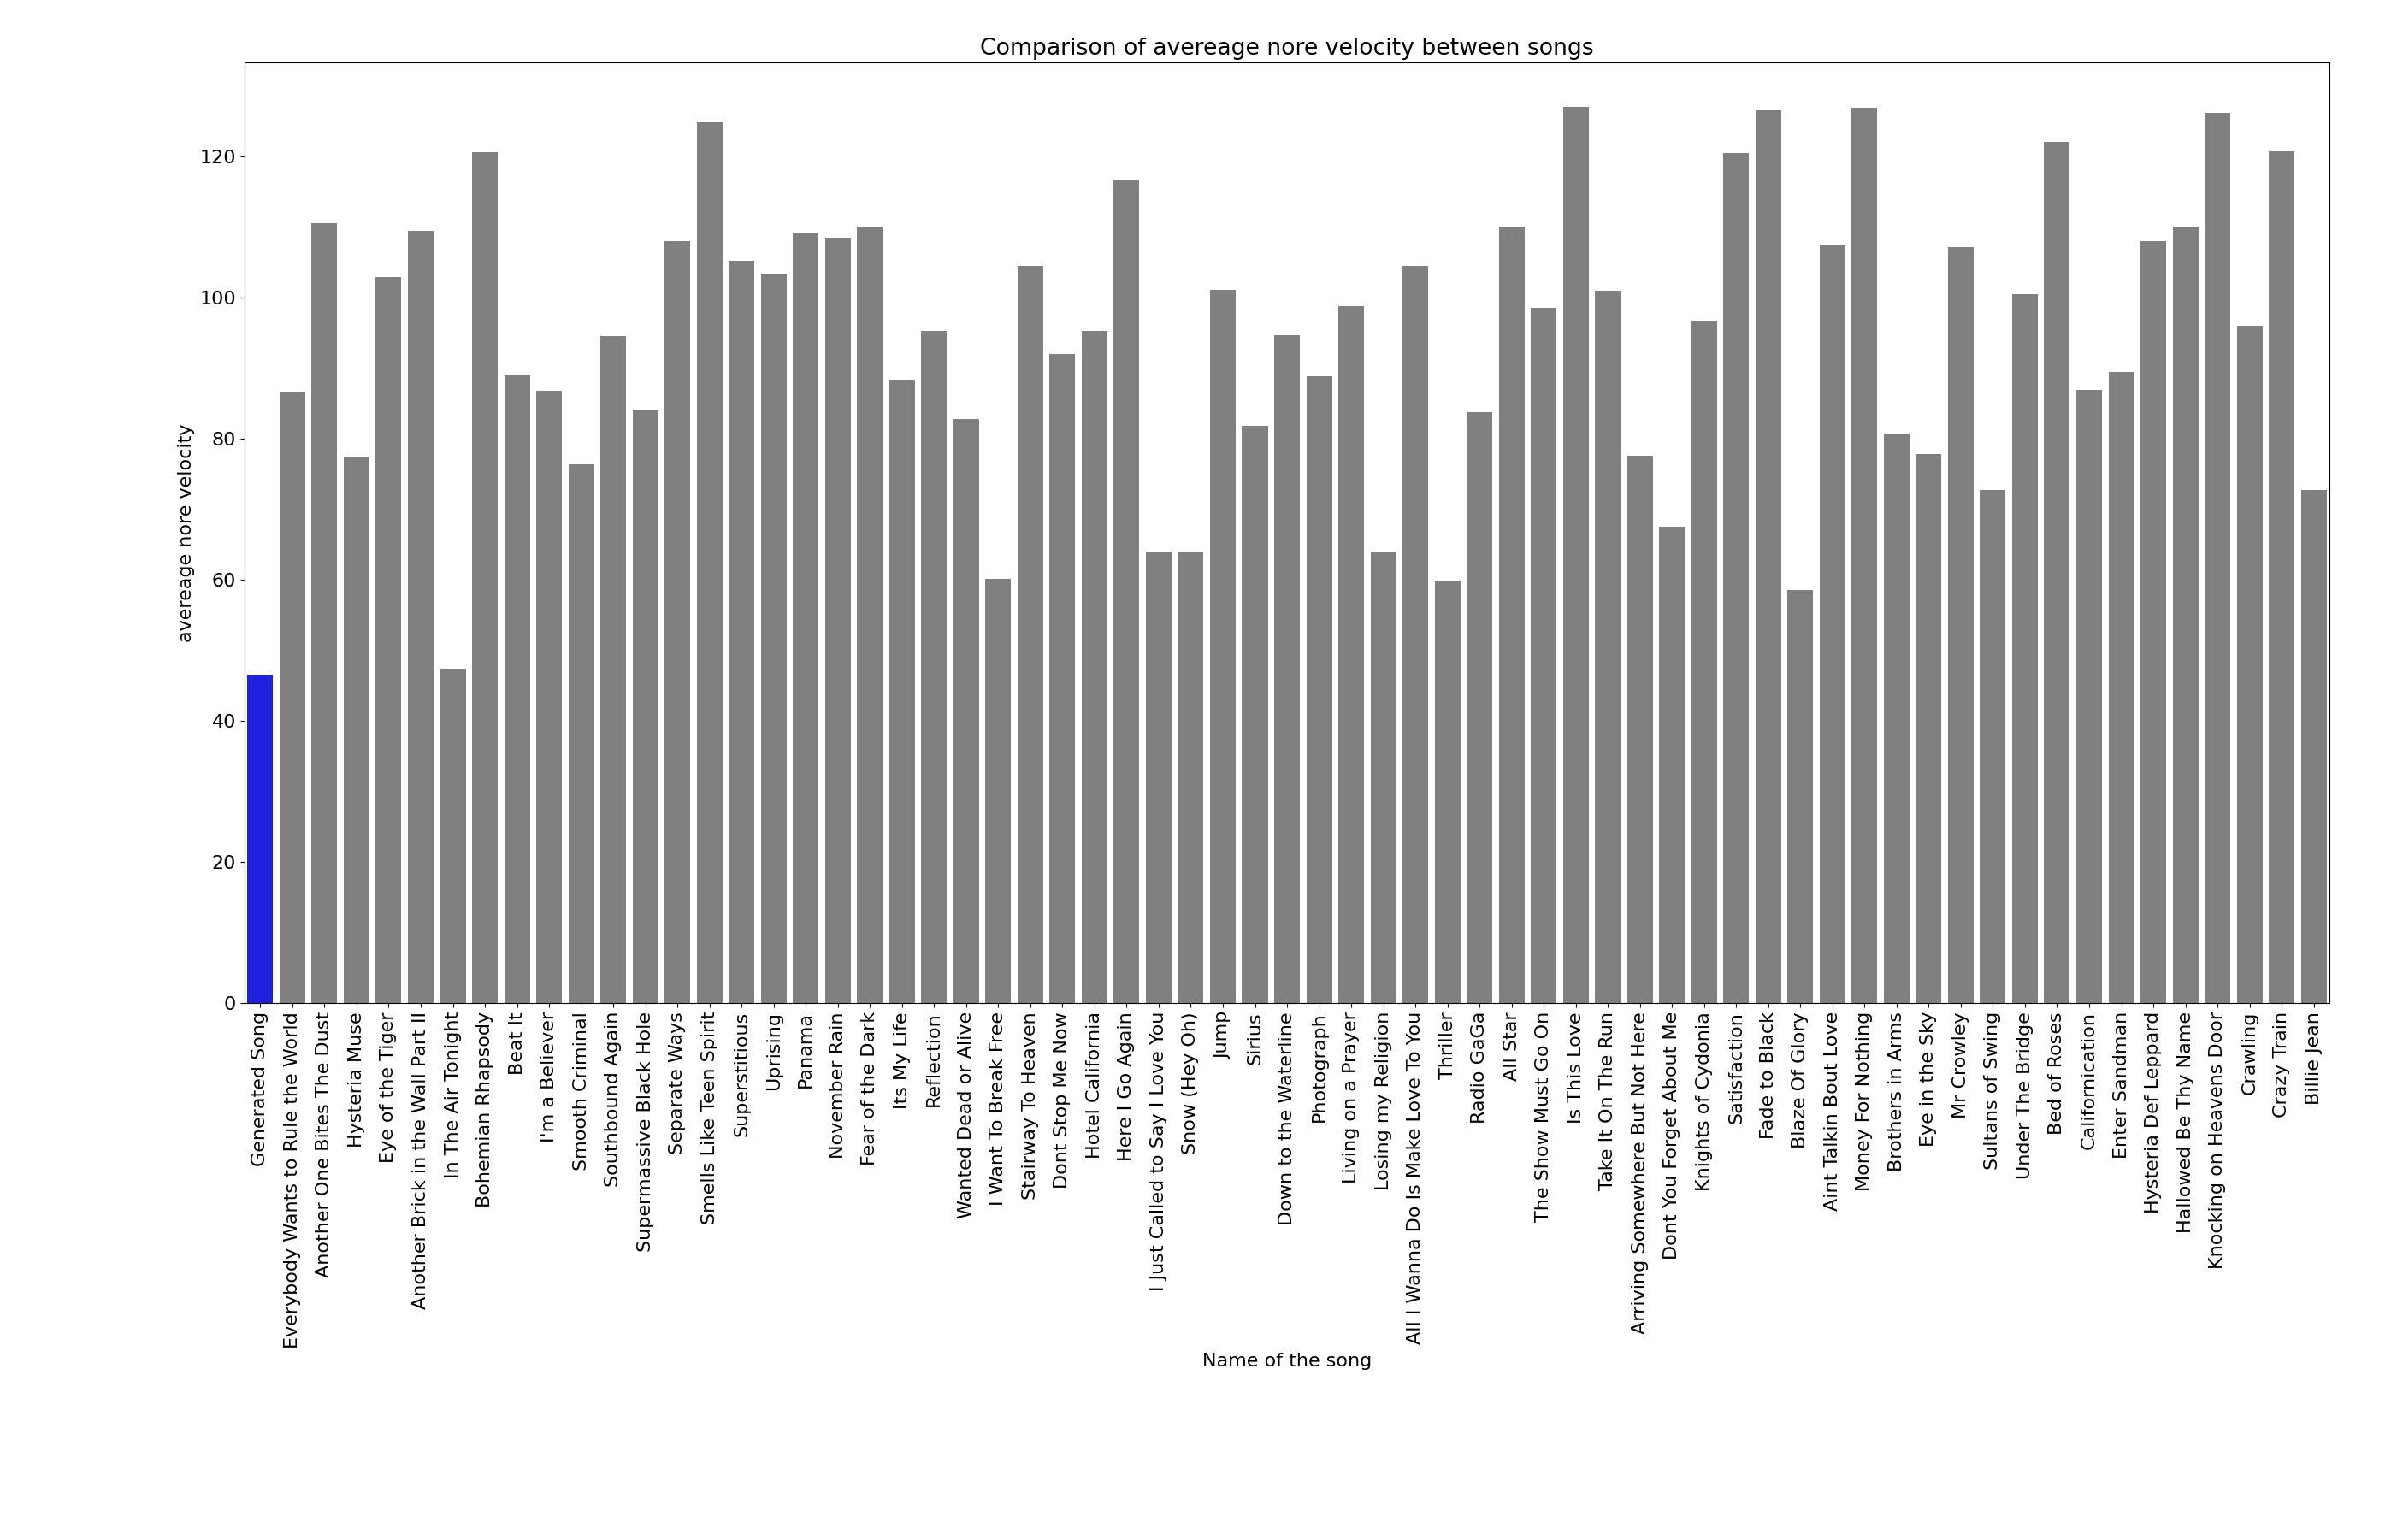 Comparison of avereage nore velocity between songs
avereage nore velocity
120
100
80
60
40
20
0
Generated Song
Everybody Wants to Rule the World
Another One Bites The Dust
Hysteria Muse
Eye of the Tiger
Another Brick in the Wall Part II
In The Air Tonight
Bohemian Rhapsody
Beat It
I'm a Believer
Smooth Criminal
Southbound Again
Supermassive Black Hole
Separate Ways
Smells Like Teen Spirit
Superstitious
Uprising
Panama
November Rain
Fear of the Dark
Its My Life
Reflection
Wanted Dead or Alive
I Want To Break Free
Stairway To Heaven
Dont Stop Me Now
Hotel California
Here I Go Again
I Just Called to Say I Love You
Snow (Hey Oh)
Jump
Sirius
Down to the Waterline
Photograph
Living on a Prayer
Losing my Religion
All I Wanna Do Is Make Love To You
Thriller
Radio GaGa
All Star
The Show Must Go On
Is This Love
Take It On The Run
Arriving Somewhere But Not Here
Dont You Forget About Me
Knights of Cydonia
Satisfaction
Fade to Black
Blaze Of Glory
Aint Talkin Bout Love
Money For Nothing
Brothers in Arms
Eye in the Sky
Mr Crowley
Sultans of Swing
Under The Bridge
Bed of Roses
Californication
Enter Sandman
Hysteria Def Leppard
Hallowed Be Thy Name
Knocking on Heavens Door
Crawling
Crazy Train
Billie Jean
Name of the song